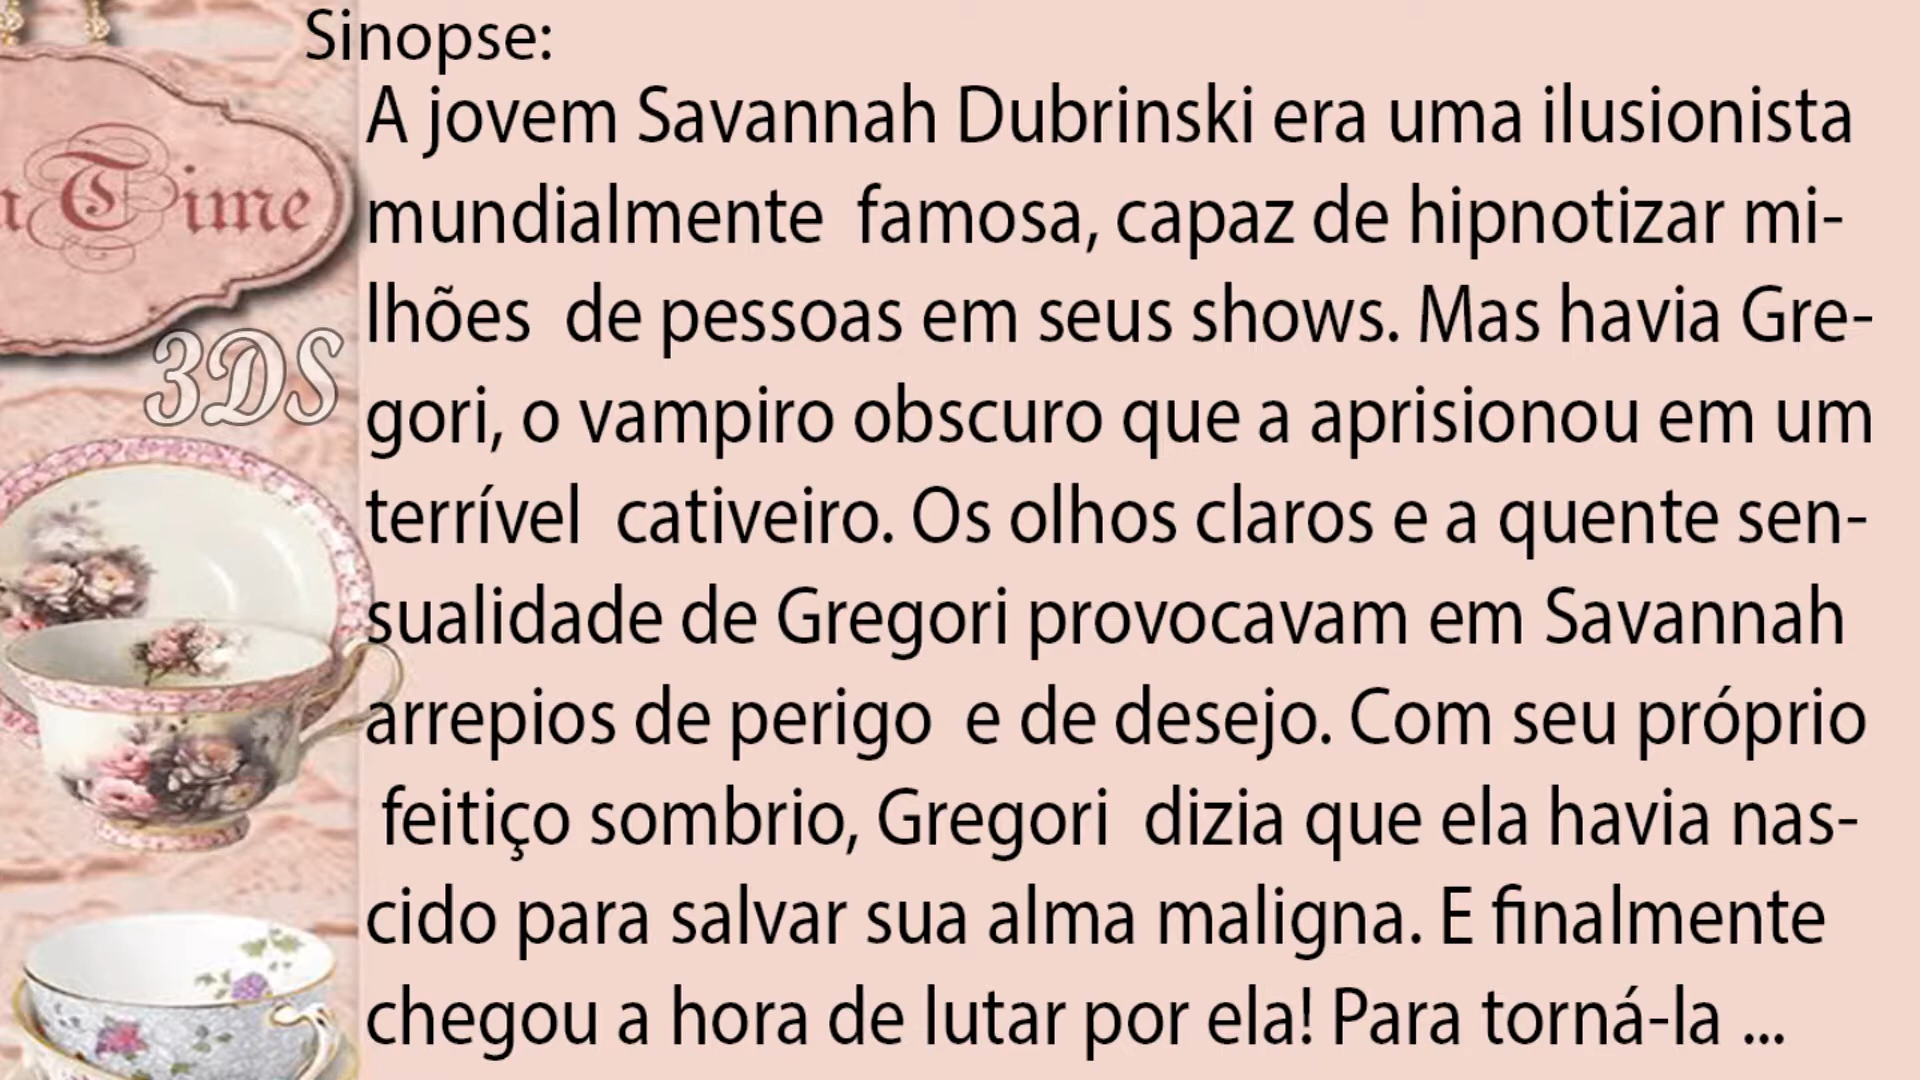 Sinopse:
A jovem Savannah Dubrinski era uma ilusionista
mundialmente famosa, capaz de hipnotizar mi-
lhões de pessoas em seus shows. Mas havia Gre-
gori, o vampiro obscuro que a aprisionou em um
terrível cativeiro. Os olhos claros e a quente sen-
sualidade de Gregori provocavam em Savannah
arrepios de perigo e de desejo. Com seu próprio
feitiço sombrio, Gregori dizia que ela havia nas-
cido para salvar sua alma maligna. E finalmente
chegou a hora de lutar por ela! Para torná-la ...
a Time
3DS